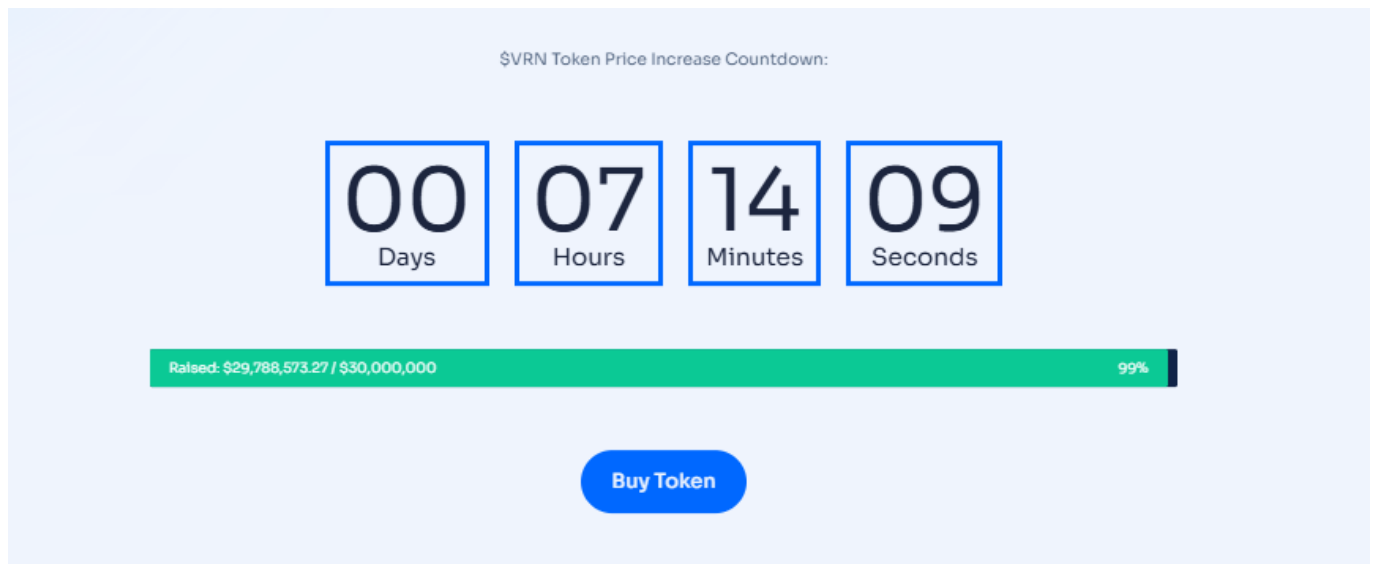 $VRN Token Price Increase Countdown:
00 07 14 09
Days Hours Minutes Seconds
Raised: $29,788,573.27 / $30,000,000 99%
Buy Token